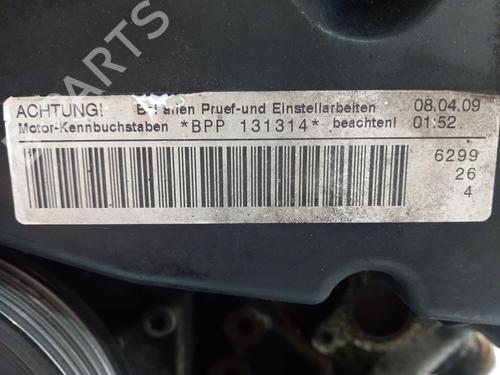 PARTS
ACHTUNG! Bei allen Pruef-und Einstellarbeiten 08.04.09
Motor-Kennbuchstaben *BPP 131314* beachten! 01:52
6299
26
4